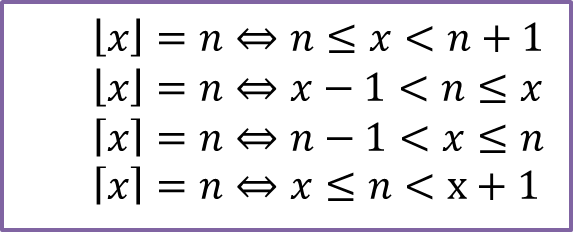 ⌊x⌋ = n ⇔ n ≤ x < n + 1
⌊x⌋ = n ⇔ x − 1 < n ≤ x
⌈x⌉ = n ⇔ n − 1 < x ≤ n
⌈x⌉ = n ⇔ x ≤ n < x + 1